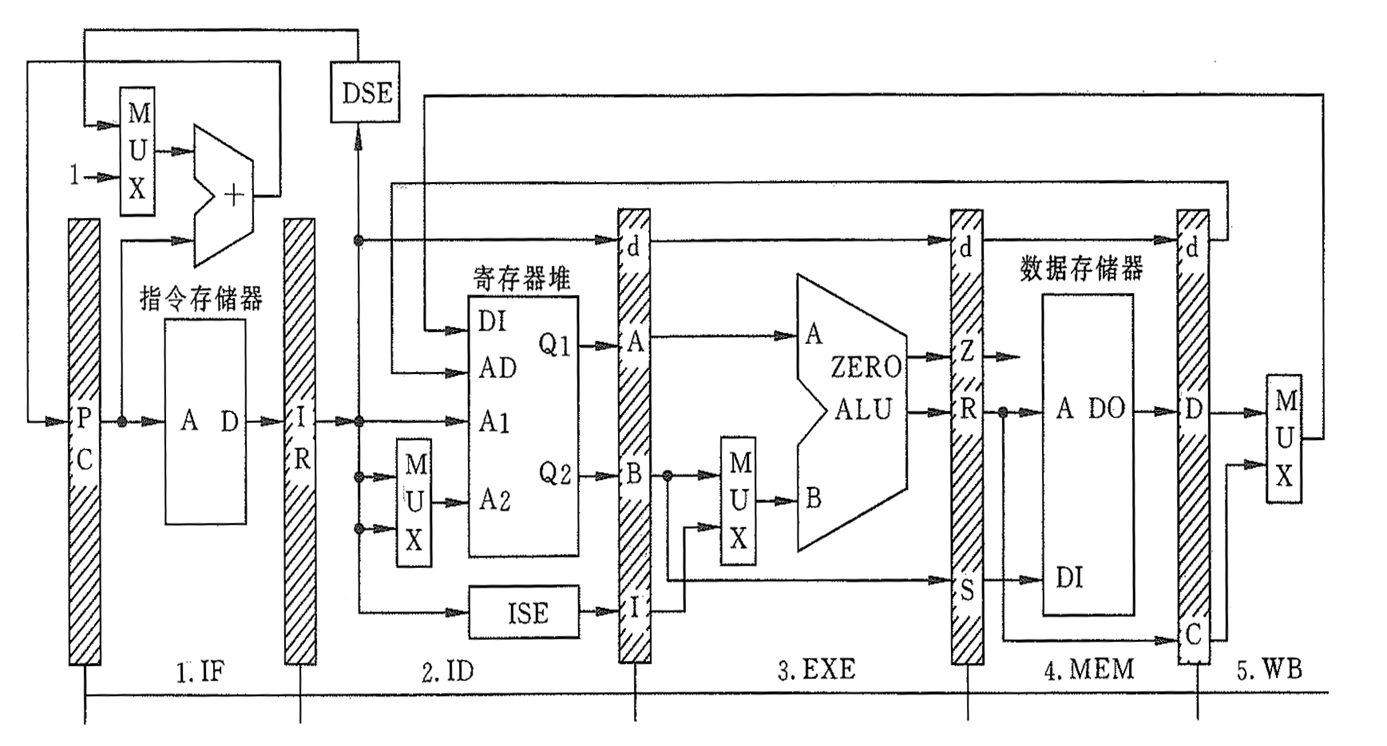 DSE
M
U
X
1
+
指令存储器
P
C
A D
I
R
M
U
X
寄存器堆
DI
AD
A1
A2
Q1
Q2
ISE
d
A
B
I
M
U
X
A
B
ZERO
ALU
d
Z
R
S
数据存储器
A DO
DI
d
D
C
M
U
X
1. IF
2. ID
3. EXE
4. MEM
5. WB